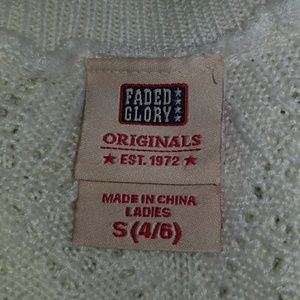 FADED
GLORY
ORIGINALS
★ EST. 1972 ★
MADE IN CHINA
LADIES
S (4/6)